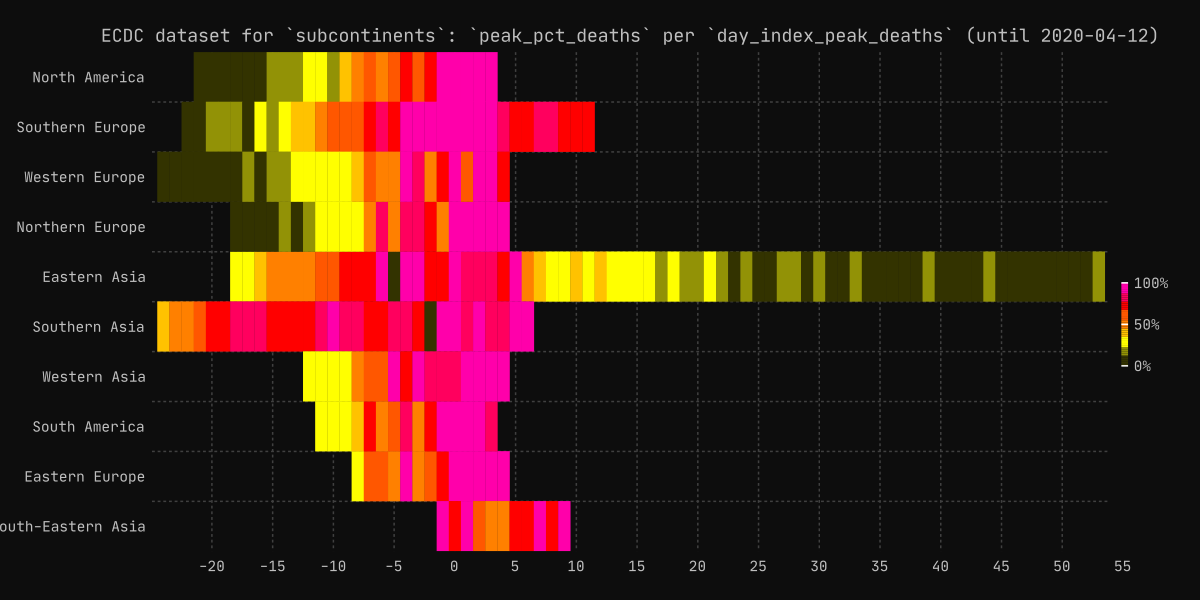 ECDC dataset for `subcontinents`: `peak_pct_deaths` per `day_index_peak_deaths` (until 2020-04-12)
North America
Southern Europe
Western Europe
Northern Europe
Eastern Asia
Southern Asia
Western Asia
South America
Eastern Europe
outh-Eastern Asia
100%
50%
0%
-20 -15 -10 -5 0 5 10 15 20 25 30 35 40 45 50 55